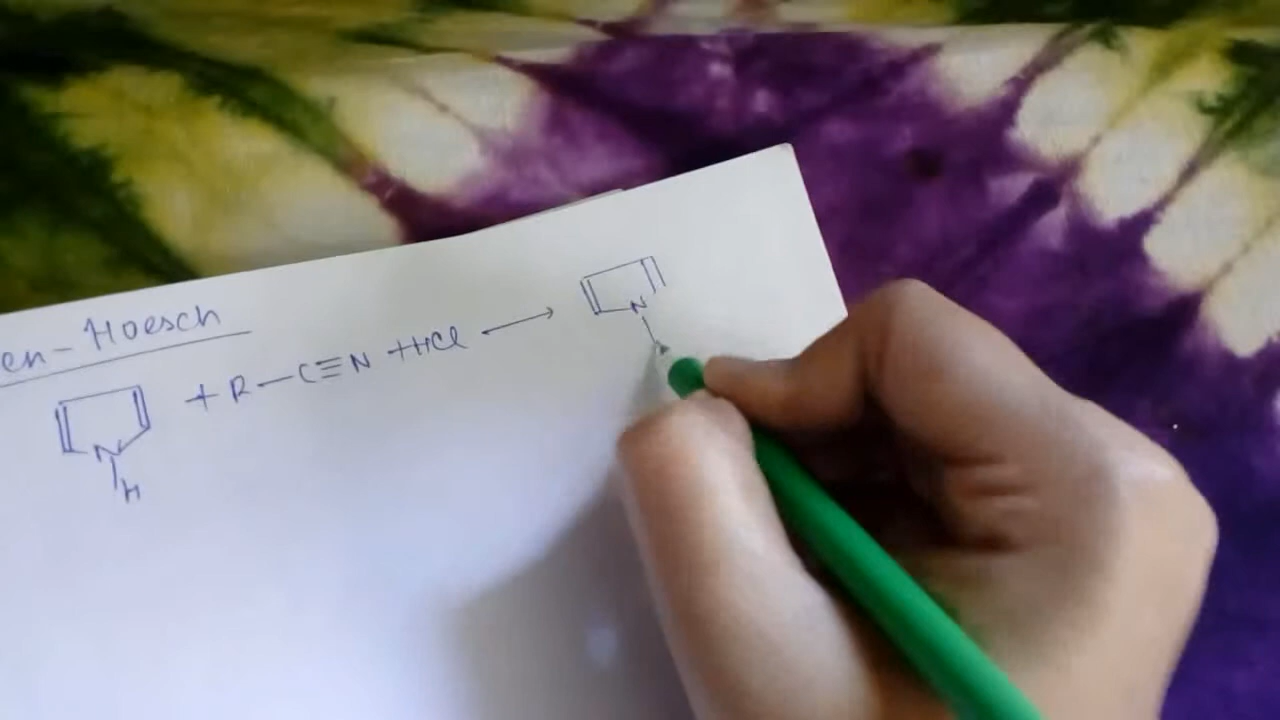 en-Hoesch
+ R-C≡N + HCl → N
N
H